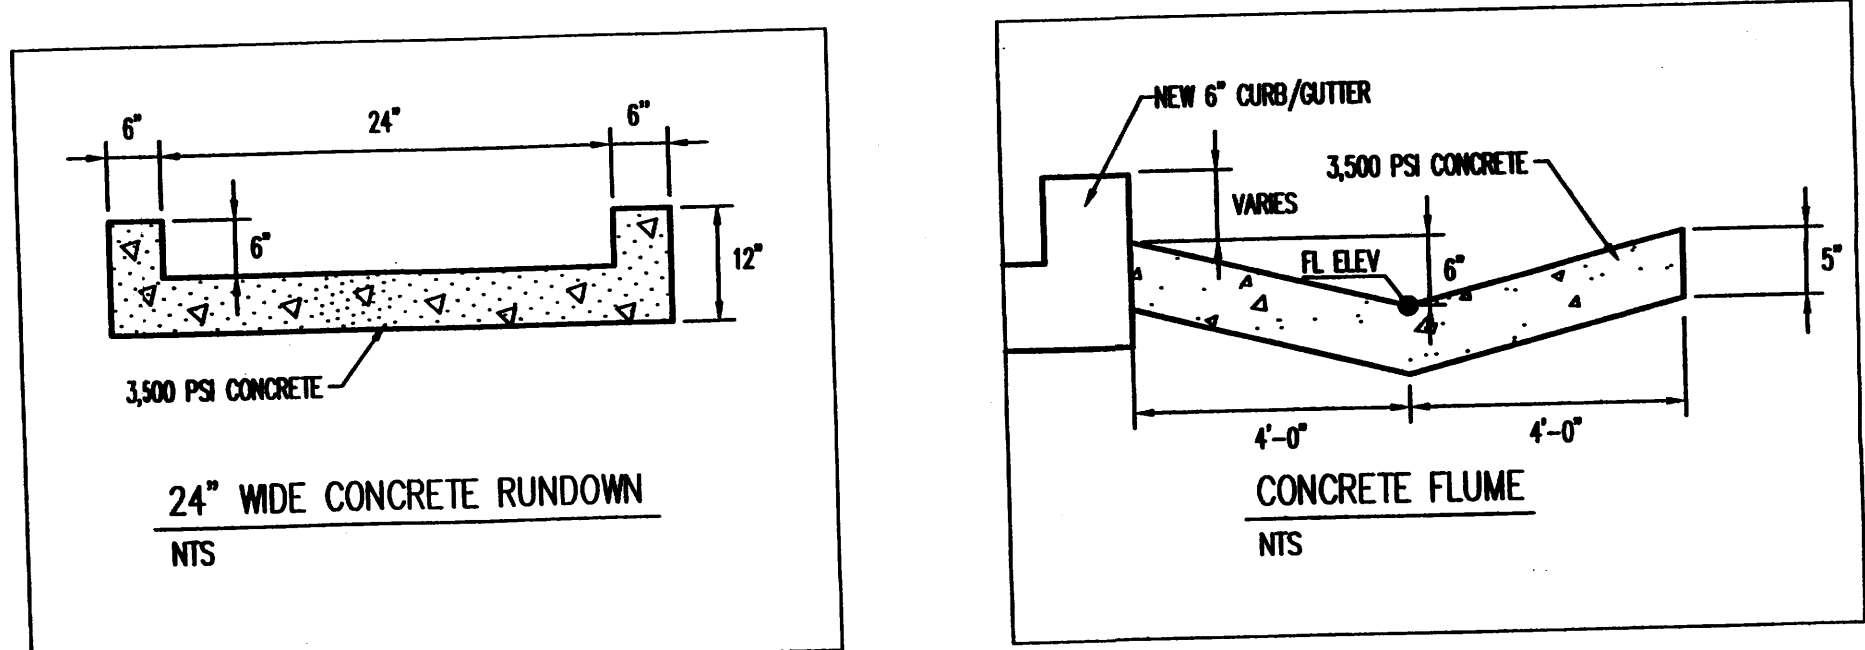 6"
24"
6"
6"
12"
3,500 PSI CONCRETE
24" WIDE CONCRETE RUNDOWN
NTS
NEW 6" CURB/GUTTER
3,500 PSI CONCRETE
VARIES
FL ELEV
6"
5"
4'-0"
4'-0"
CONCRETE FLUME
NTS